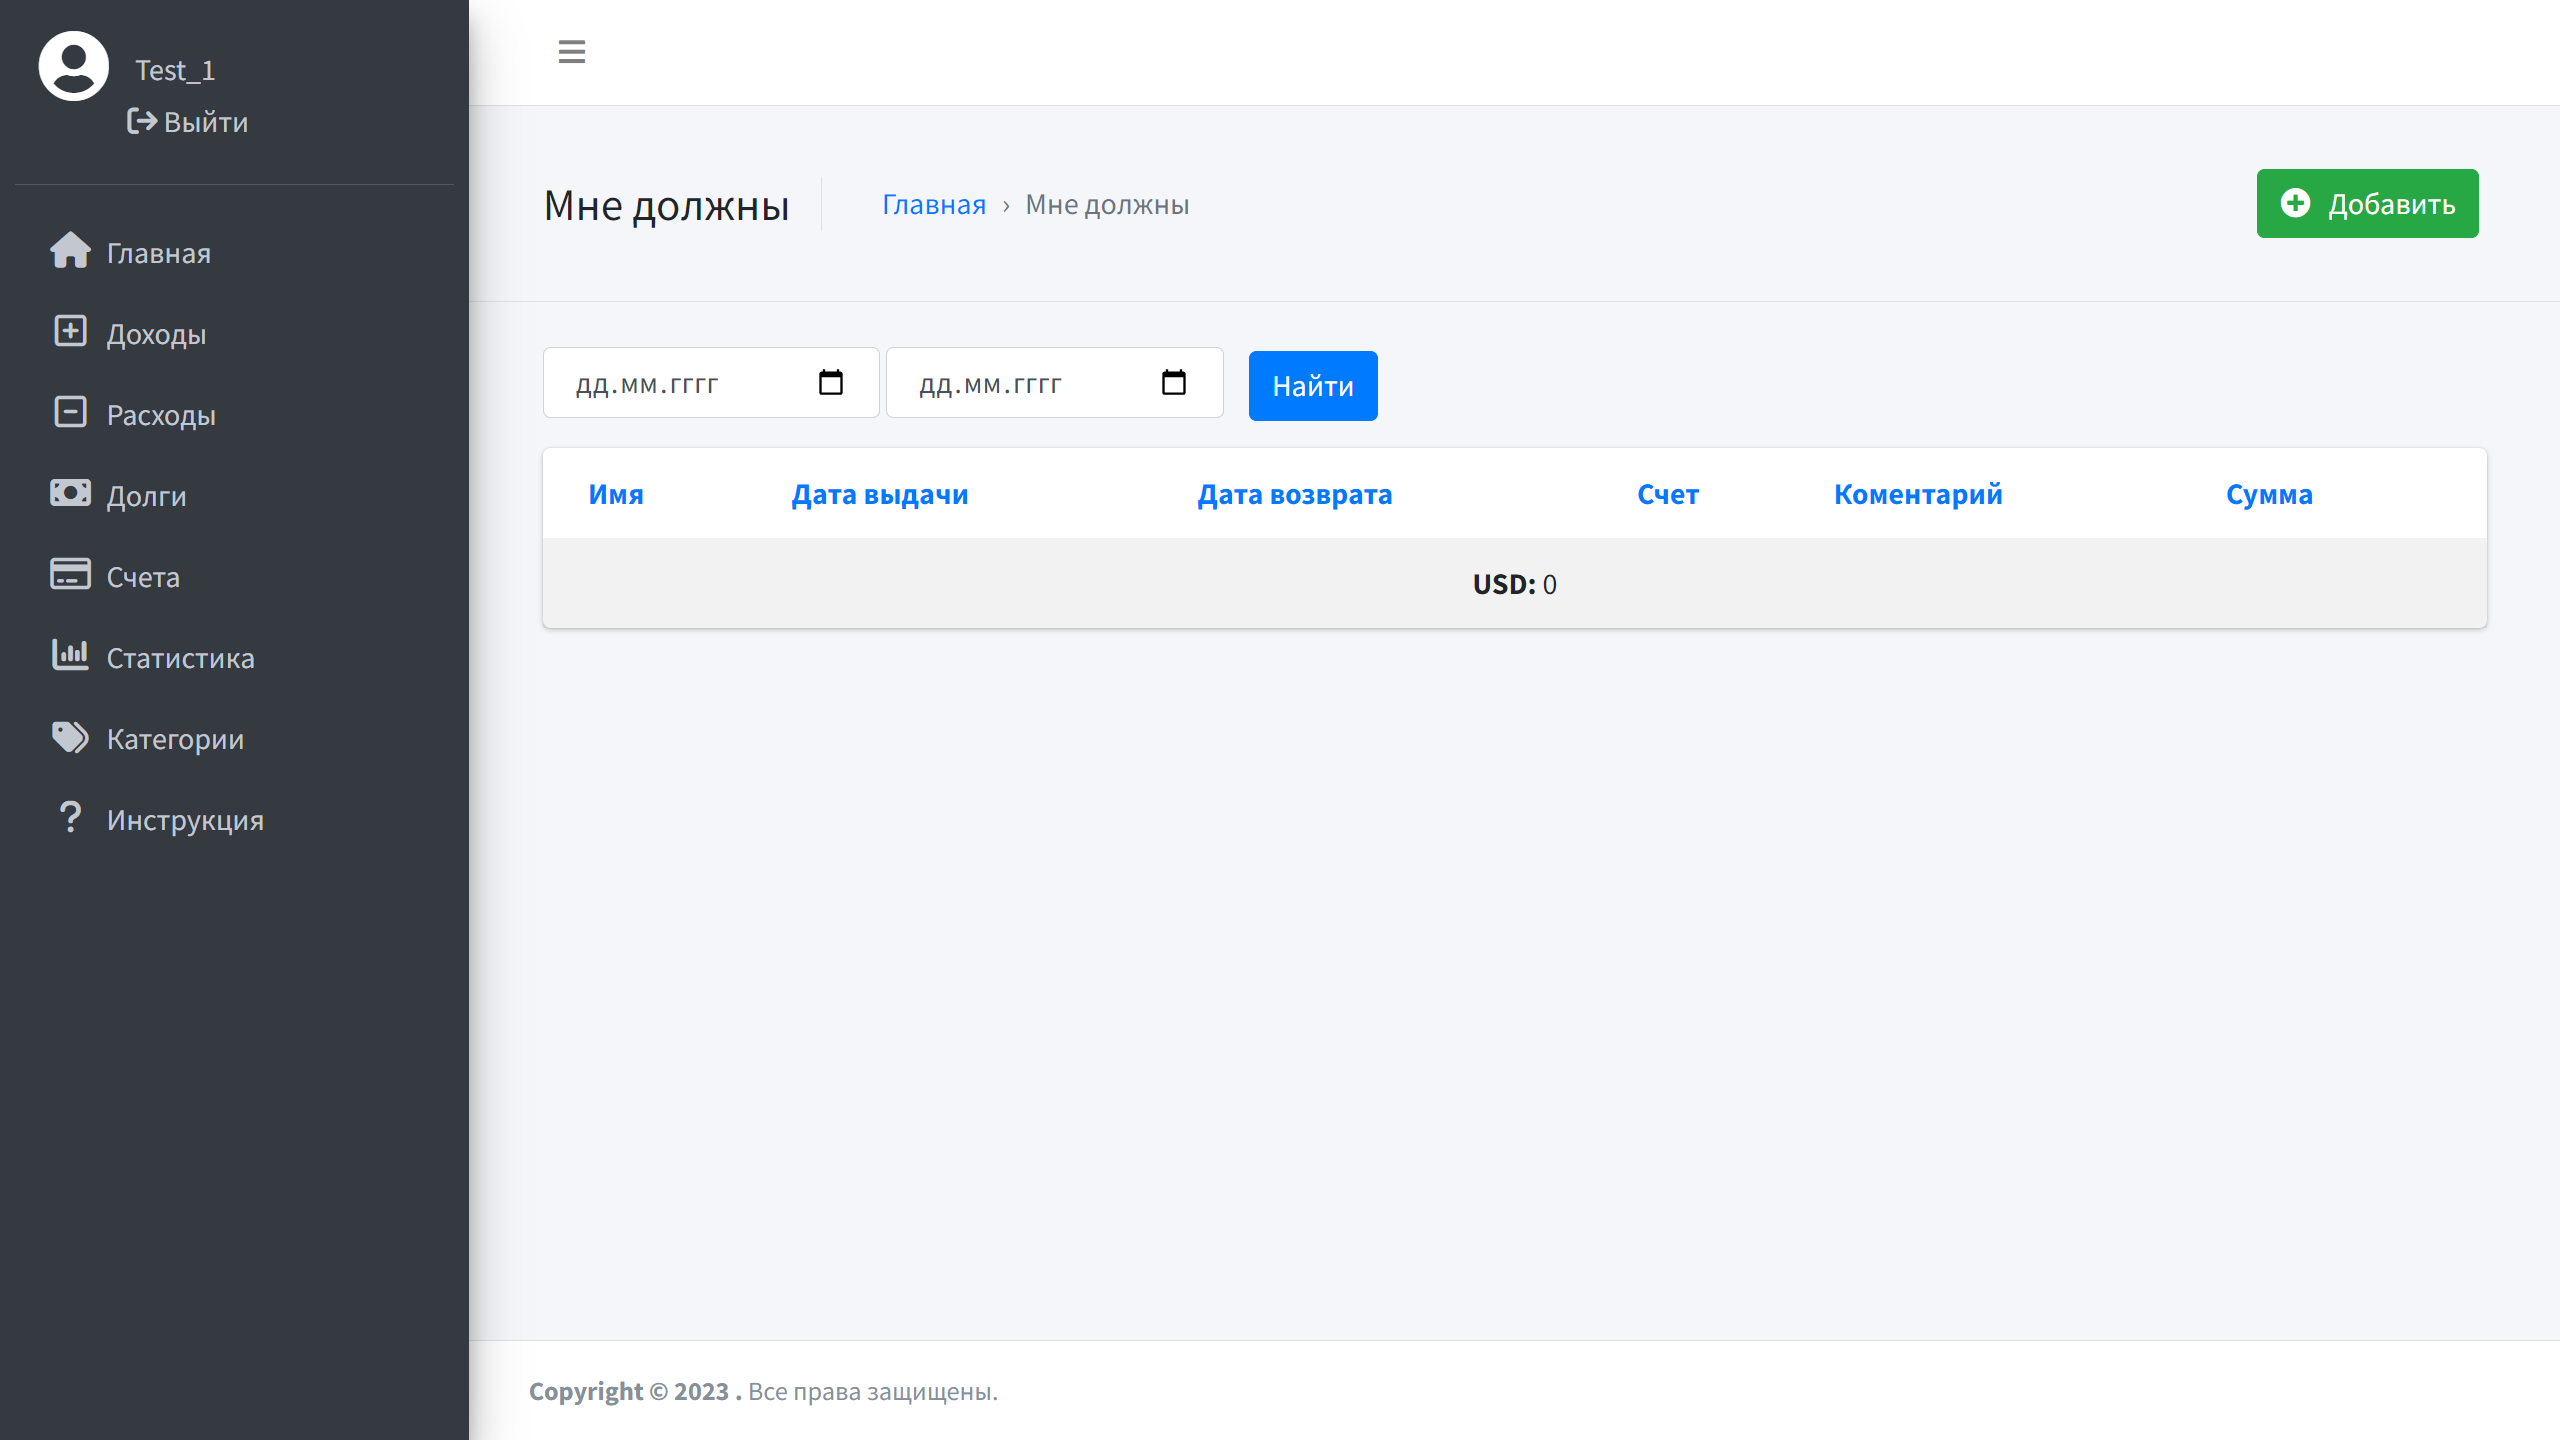 Test_1
Выйти
Главная
Доходы
Расходы
Долги
Счета
Статистика
Категории
Инструкция
Мне должны
Главная › Мне должны
Добавить
дд.мм.гггг дд.мм.гггг Найти
Имя Дата выдачи Дата возврата Счет Коментарий Сумма
USD: 0
Copyright © 2023 . Все права защищены.